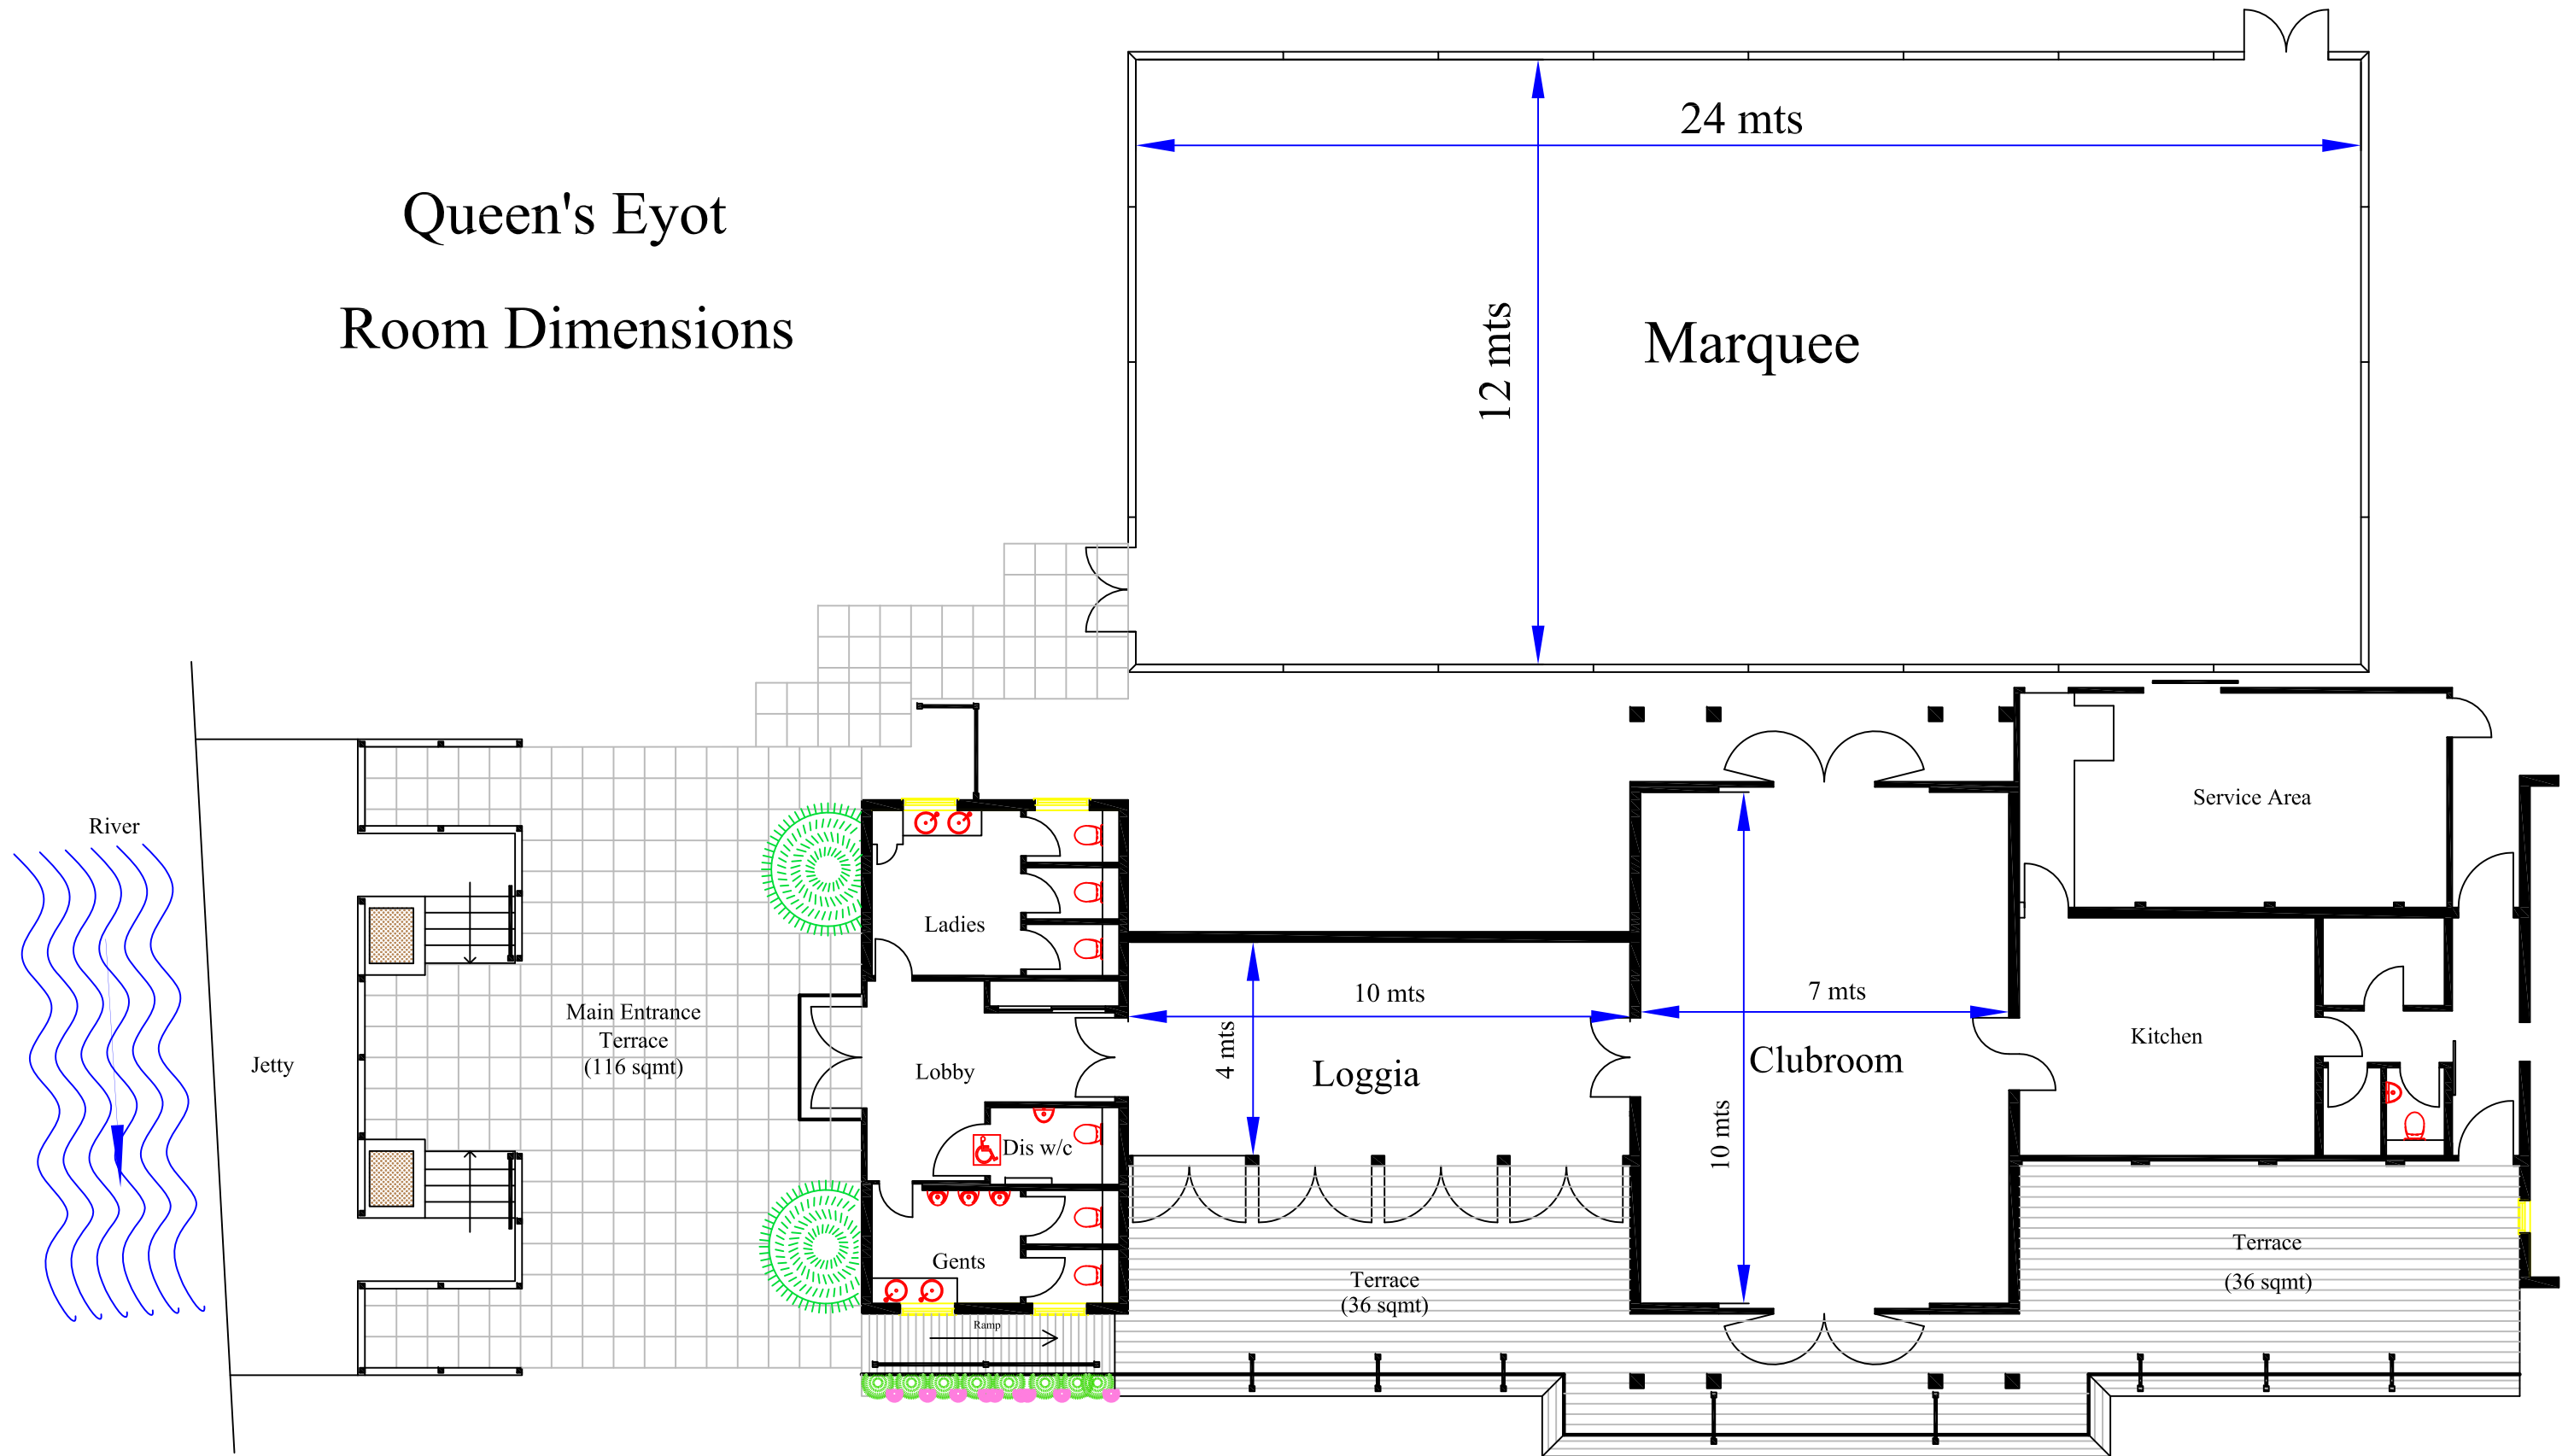 Queen's Eyot
Room Dimensions
24 mts
12 mts
Marquee
River
Jetty
Main Entrance
Terrace
(116 sqmt)
Ladies
Lobby
Dis w/c
Gents
Ramp
10 mts
4 mts
Loggia
Terrace
(36 sqmt)
7 mts
Clubroom
10 mts
Service Area
Kitchen
Terrace
(36 sqmt)